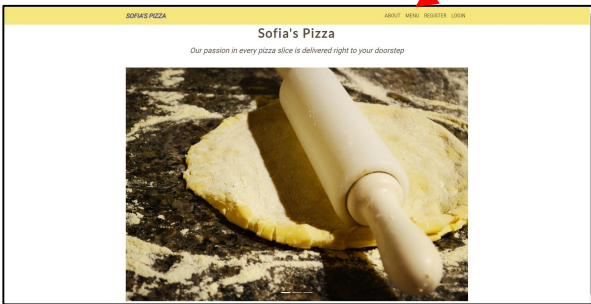 SOFIA'S PIZZA
ABOUT MENU REGISTER LOGIN
Sofia's Pizza
Our passion in every pizza slice is delivered right to your doorstep